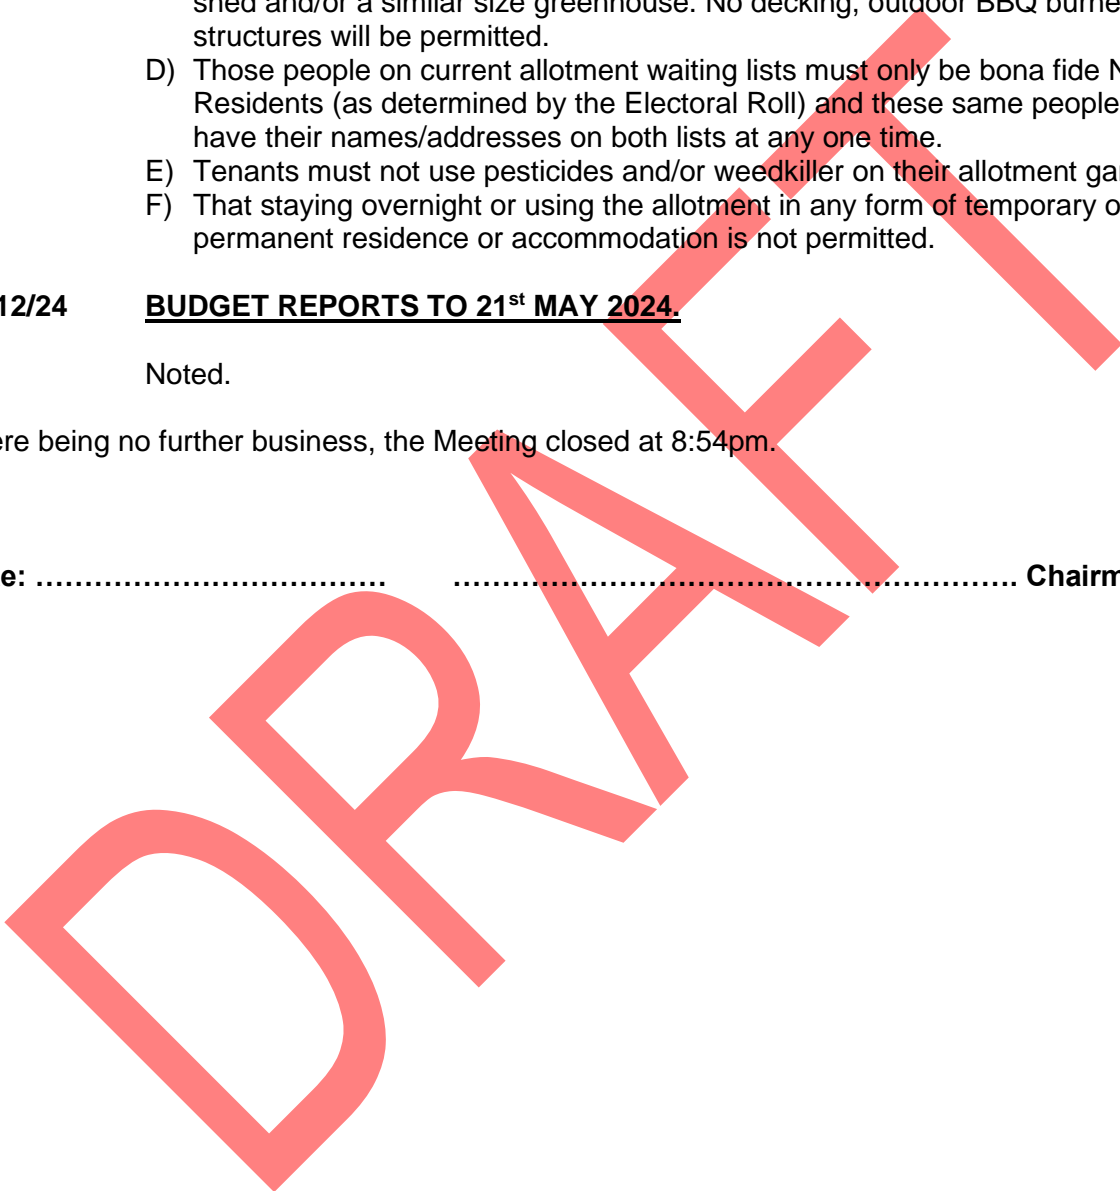 shed and/or a similar size greenhouse. No decking, outdoor BBQ burne
structures will be permitted.
D) Those people on current allotment waiting lists must only be bona fide N
Residents (as determined by the Electoral Roll) and these same people
have their names/addresses on both lists at any one time.
E) Tenants must not use pesticides and/or weedkiller on their allotment ga
F) That staying overnight or using the allotment in any form of temporary o
permanent residence or accommodation is not permitted.
12/24 BUDGET REPORTS TO 21st MAY 2024.
Noted.
ere being no further business, the Meeting closed at 8:54pm.
e: ……………………………… …………………………………………………. Chairm
DRAFT